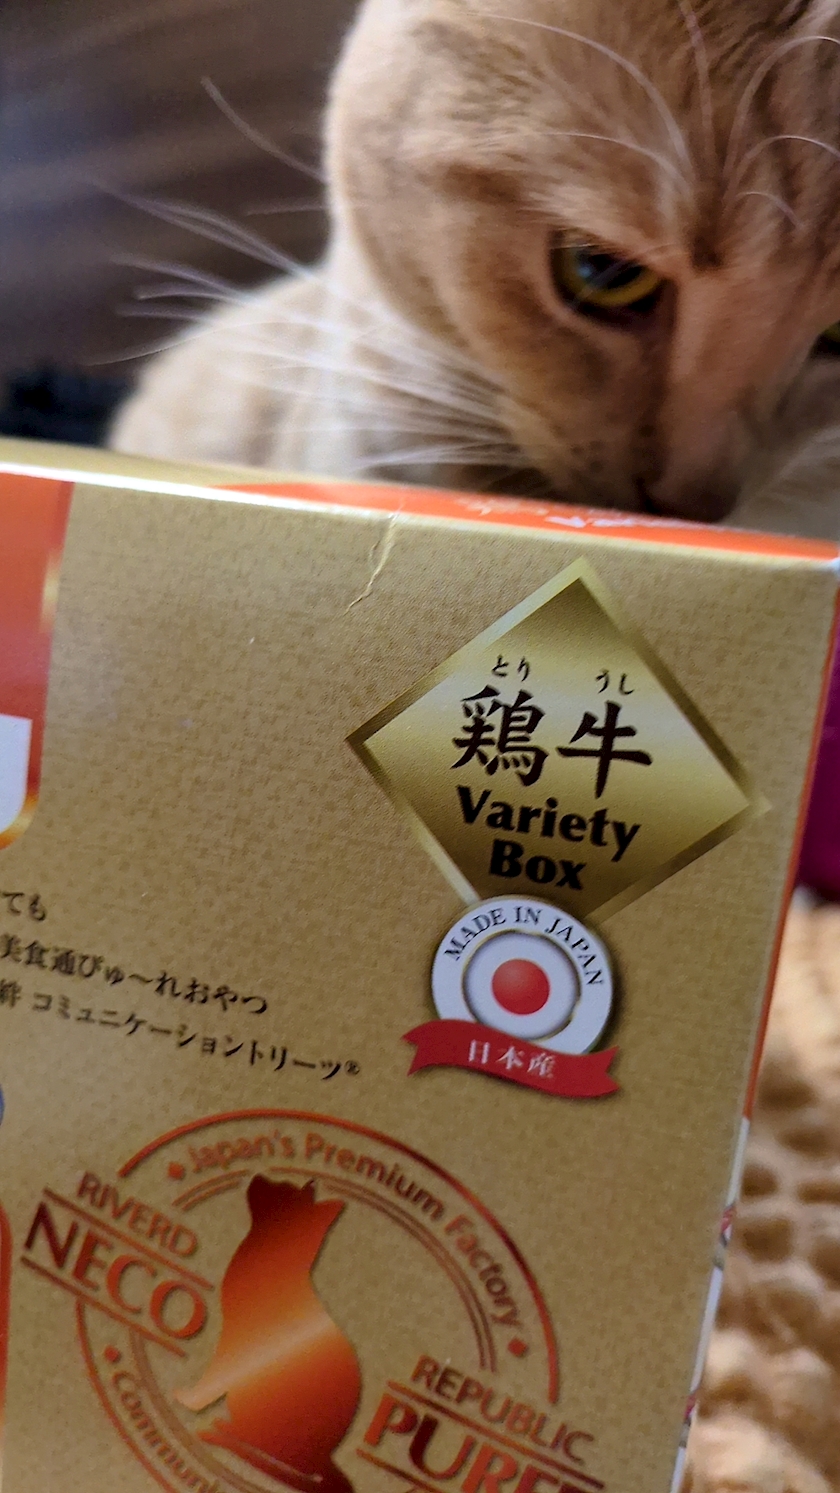 とり うし
鶏牛
Variety
Box
MADE IN JAPAN
日本産
ても
美食通ぴゅ〜れおやつ
絆 コミュニケーショントリーツ®
Japan's Premium Factory
RIVERD
NECO
REPUBLIC